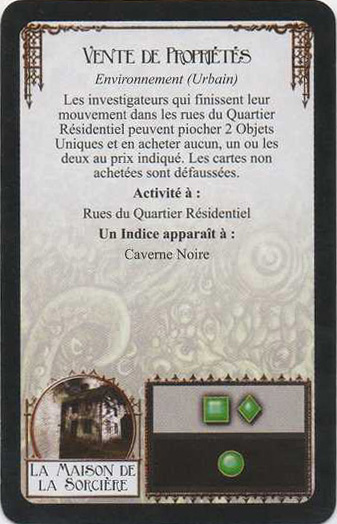 Vente de Propriétés
Environnement (Urbain)
Les investigateurs qui finissent leur
mouvement dans les rues du Quartier
Résidentiel peuvent piocher 2 Objets
Uniques et en acheter aucun, un ou les
deux au prix indiqué. Les cartes non
achetées sont défaussées.
Activité à :
Rues du Quartier Résidentiel
Un Indice apparaît à :
Caverne Noire
La Maison de
la Sorcière